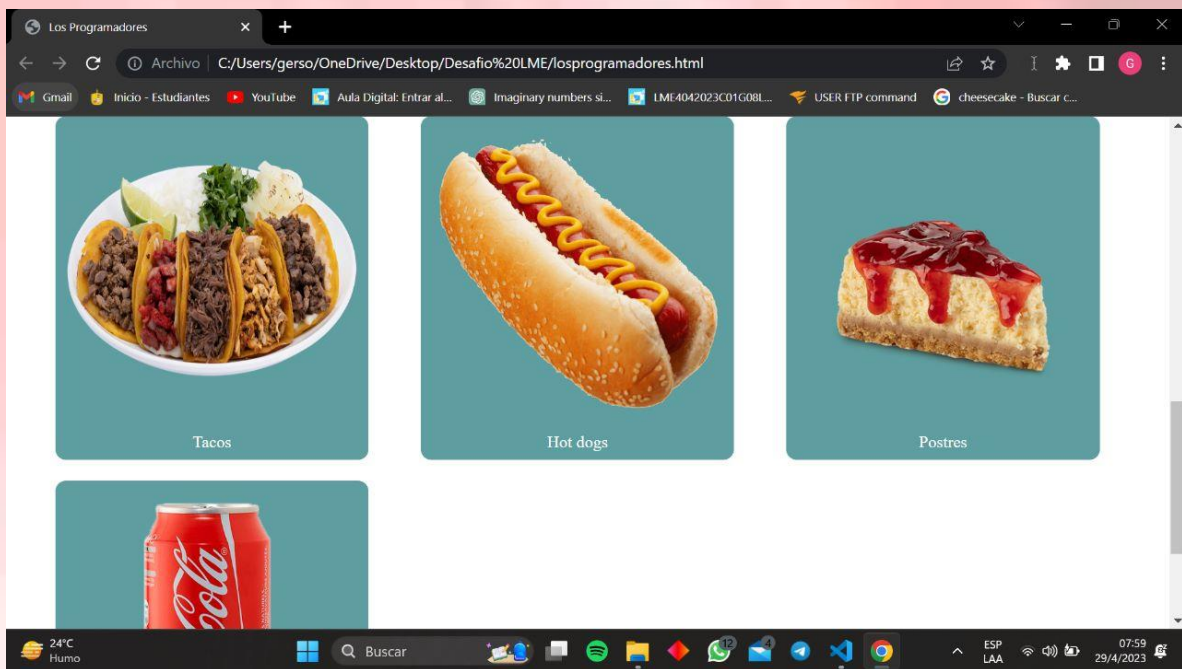 Los Programadores
Archivo C:/Users/gerso/OneDrive/Desktop/Desafio%20LME/losprogramadores.html
G
Gmail Inicio - Estudiantes YouTube Aula Digital: Entrar al... Imaginary numbers si... LME4042023C01G08L... USER FTP command cheesecake - Buscar c...
Tacos Hot dogs Postres
Cola
24°C
Humo
Buscar
12
4
ESP
LAA
07:59
29/4/2023